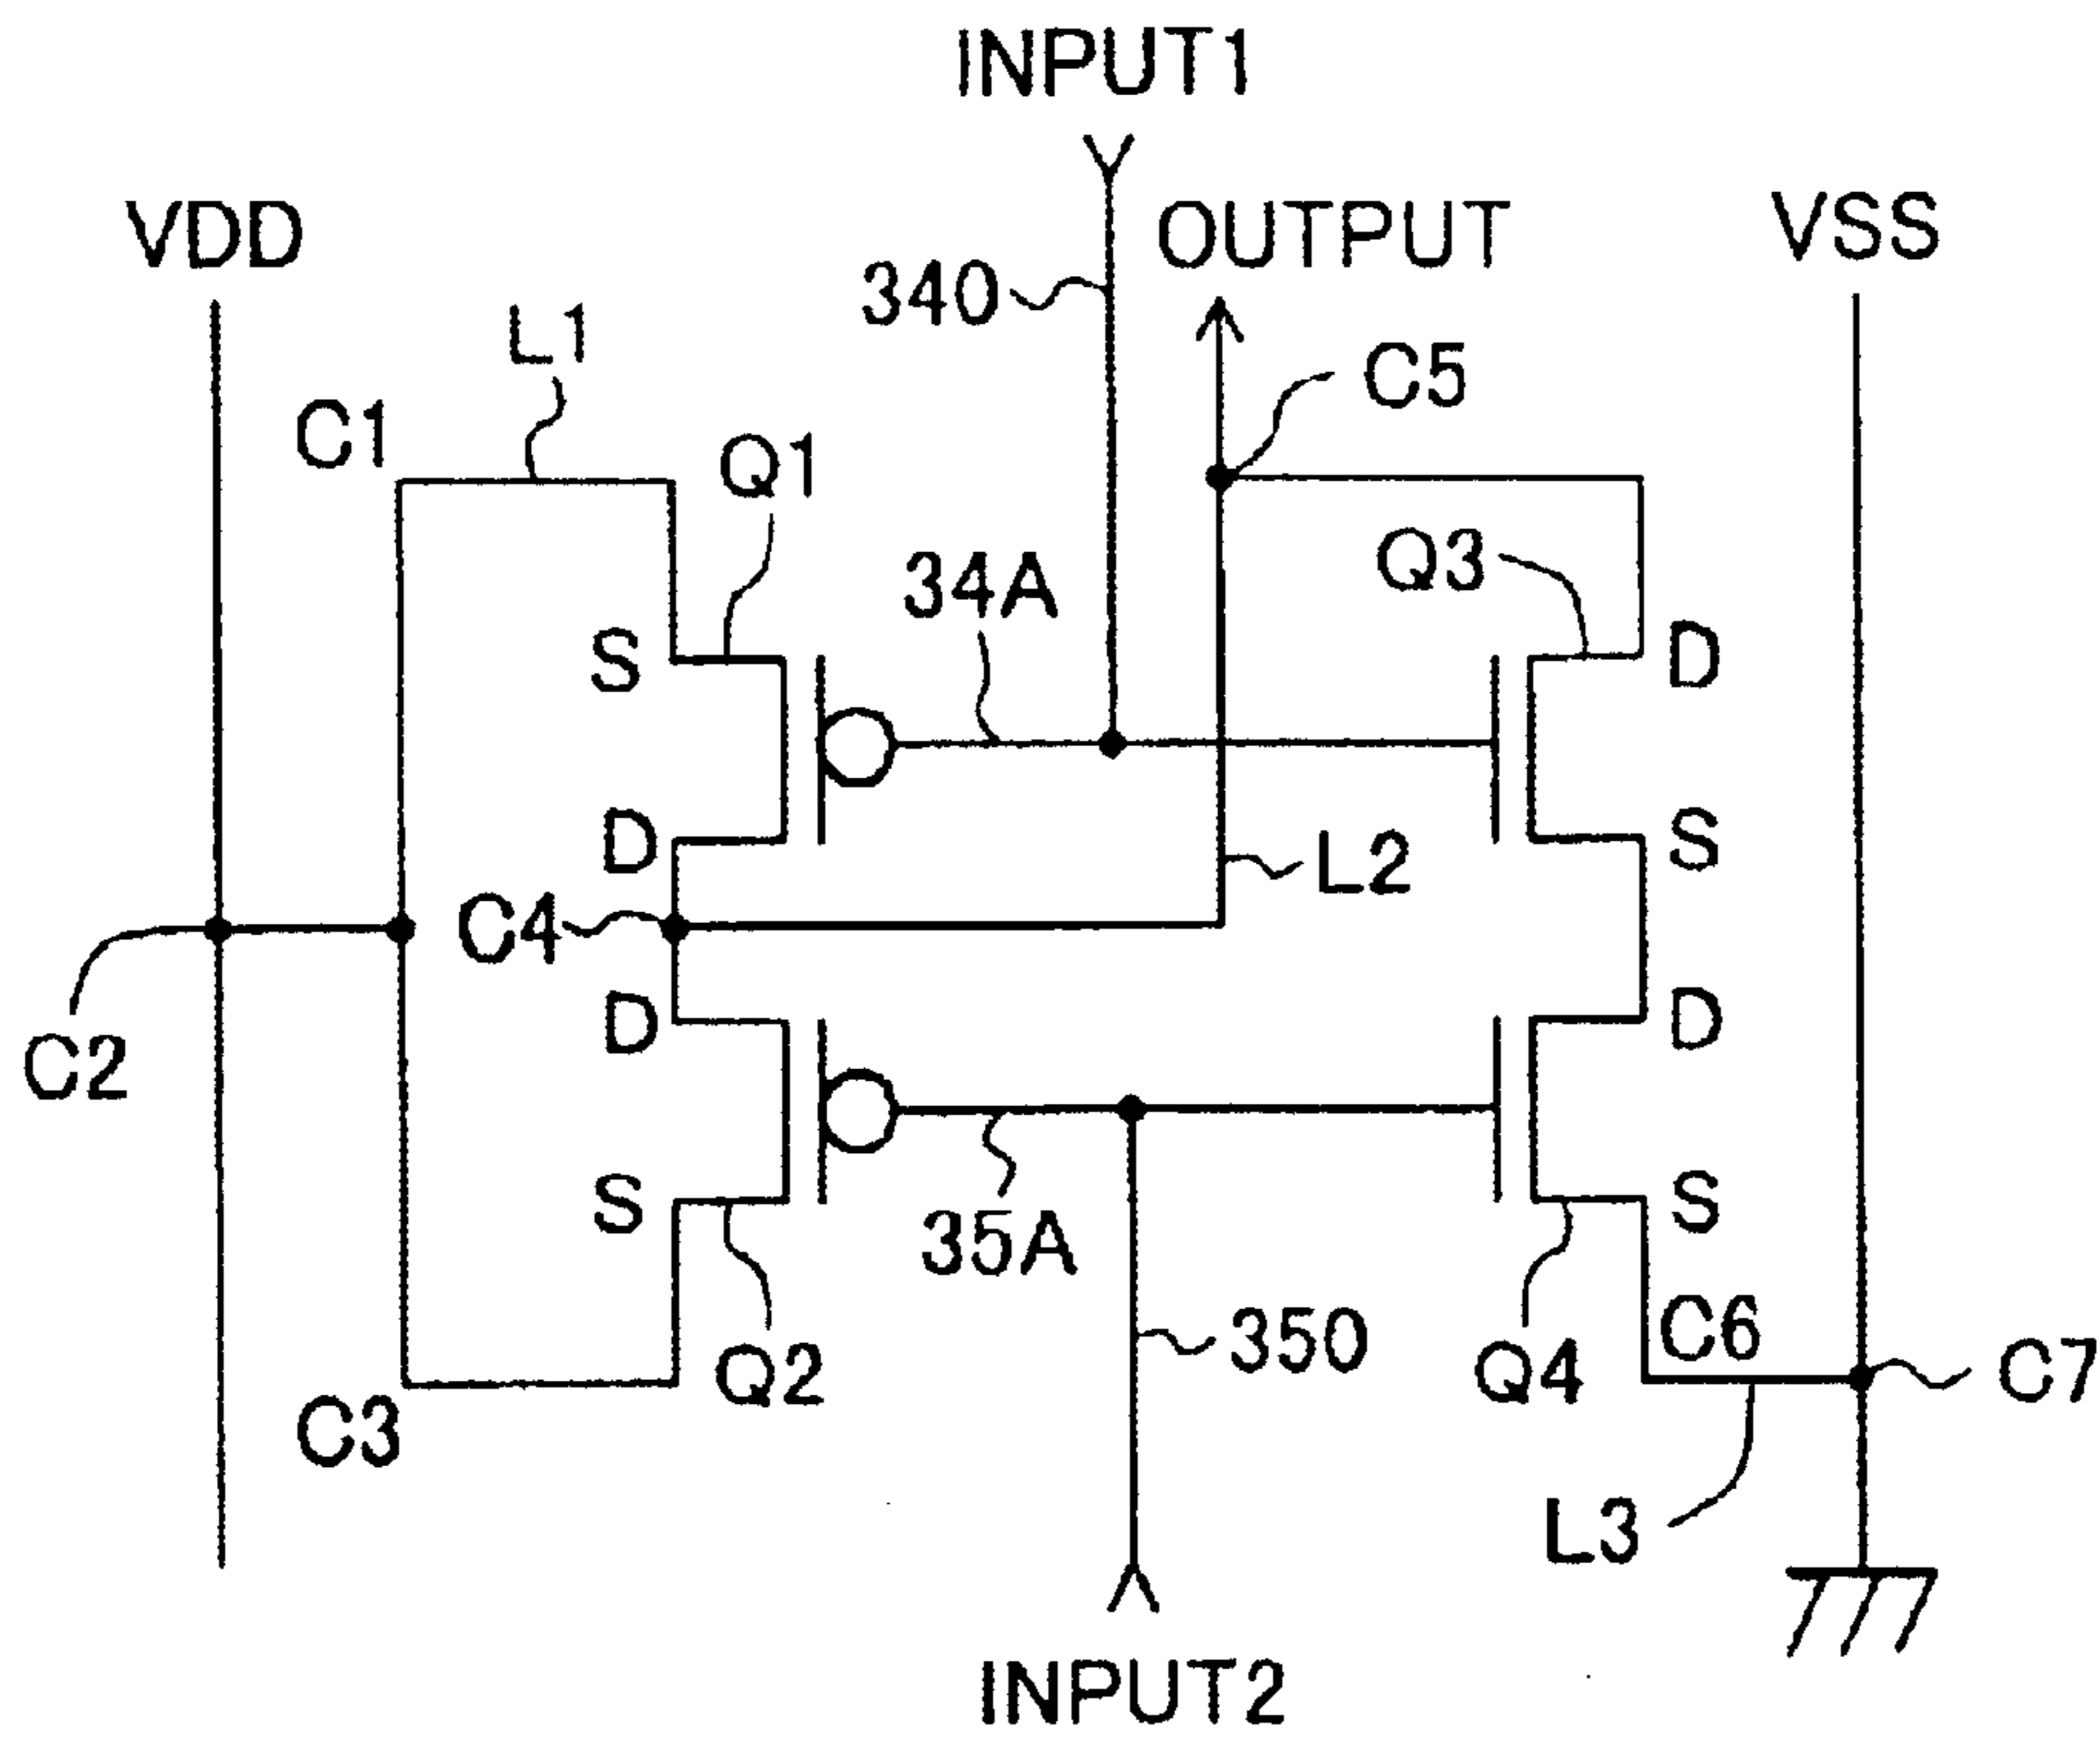 INPUT1
VDD
OUTPUT
VSS
340
L1
C5
C1
Q1
Q3
34A
S
D
D
S
L2
C4
D
D
C2
S
S
35A
C6
350
Q2
Q4
C7
C3
L3
INPUT2